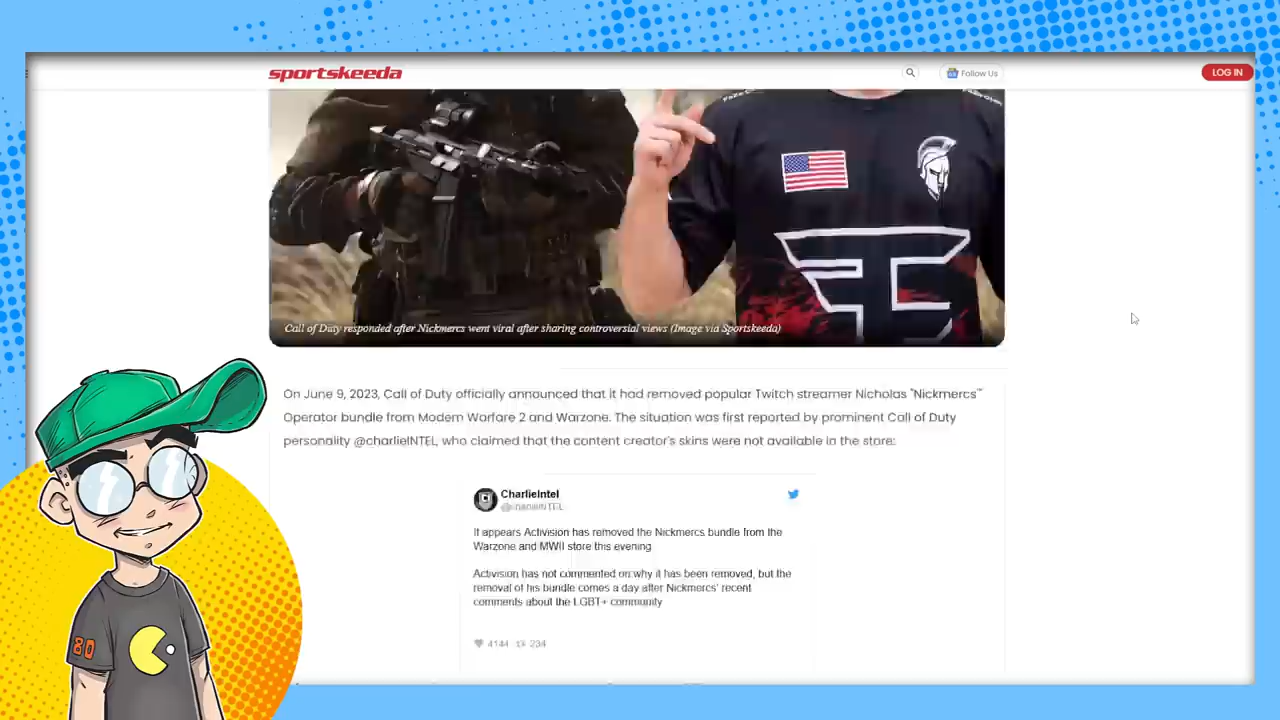 sportskeeda
Follow Us
LOG IN
Call of Duty responded after Nickmercs went viral after sharing controversial views (Image via Sportskeeda)
On June 9, 2023, Call of Duty officially announced that it had removed popular Twitch streamer Nicholas "Nickmercs""
Operator bundle from Modern Warfare 2 and Warzone. The situation was first reported by prominent Call of Duty
personality @charlieINTEL, who claimed that the content creator's skins were not available in the store:
CharlieIntel
@charlieINTEL
It appears Activision has removed the Nickmercs bundle from the
Warzone and MWII store this evening
Activision has not commented on why it has been removed, but the
removal of his bundle comes a day after Nickmercs' recent
comments about the LGBT+ community
4144 234
80